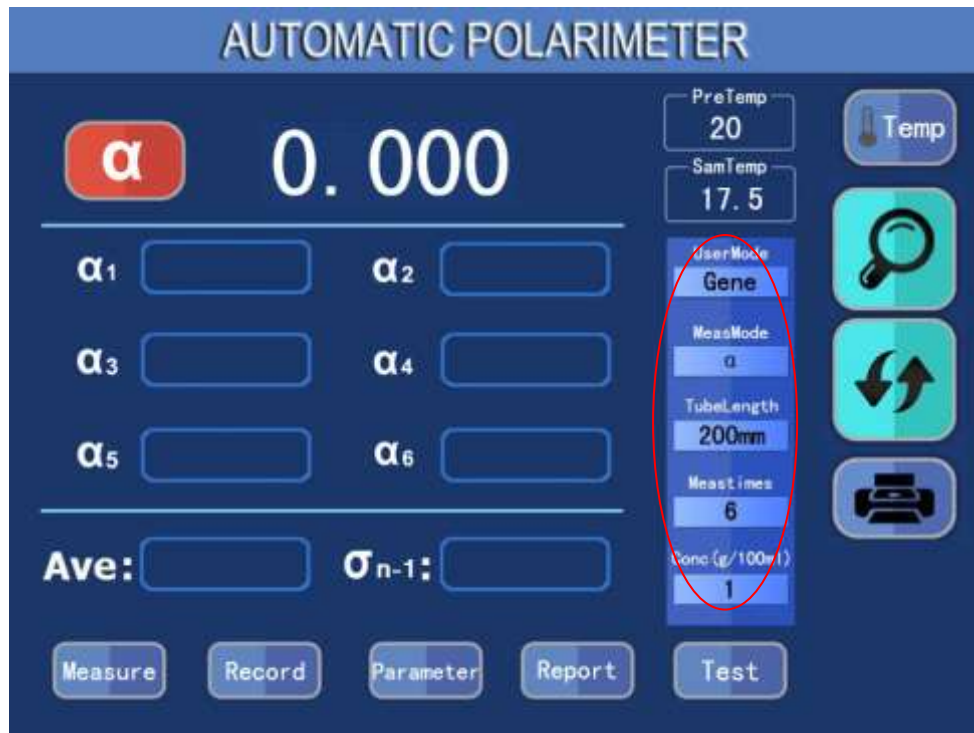 AUTOMATIC POLARIMETER
α 0. 000
PreTemp
20
SamTemp
17. 5
Temp
α1
α2
α3
α4
α5
α6
Ave:
σn-1:
UserMode
Gene
MeasMode
α
TubeLength
200mm
Meastimes
6
Conc(g/100ml)
1
Measure
Record
Parameter
Report
Test